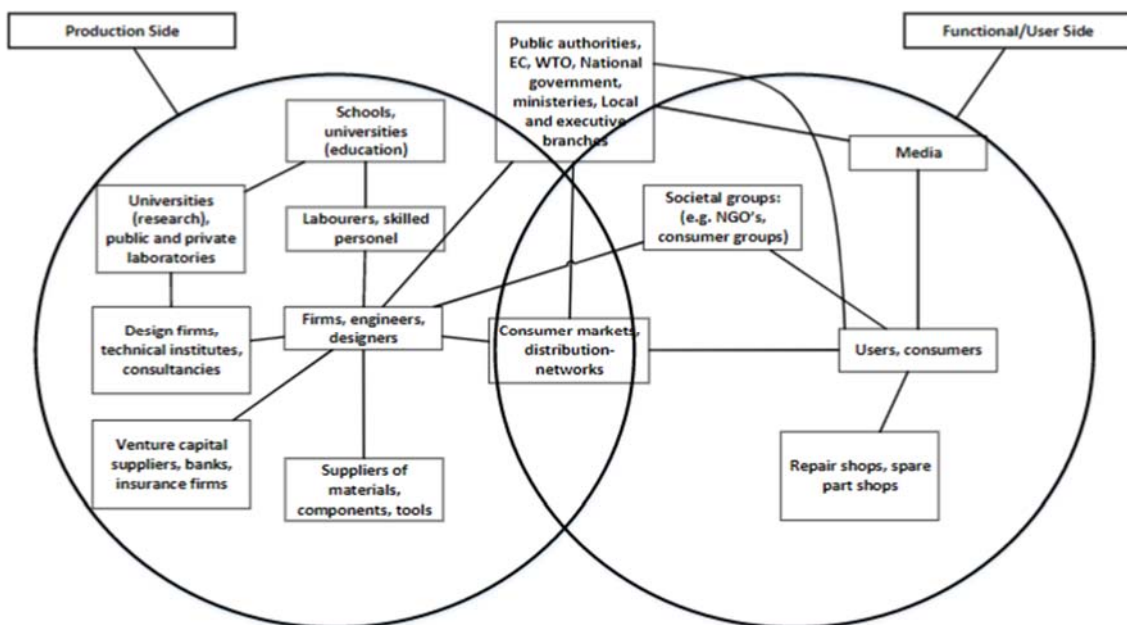 Production Side
Functional/User Side
Public authorities,
EC, WTO, National
government,
ministeries, Local
and executive
branches
Schools,
universities
(education)
Media
Universities
(research),
public and private
laboratories
Labourers, skilled
personel
Societal groups:
(e.g. NGO's,
consumer groups)
Design firms,
technical institutes,
consultancies
Firms, engineers,
designers
Consumer markets,
distribution-
networks
Users, consumers
Venture capital
suppliers, banks,
insurance firms
Suppliers of
materials,
components, tools
Repair shops, spare
part shops